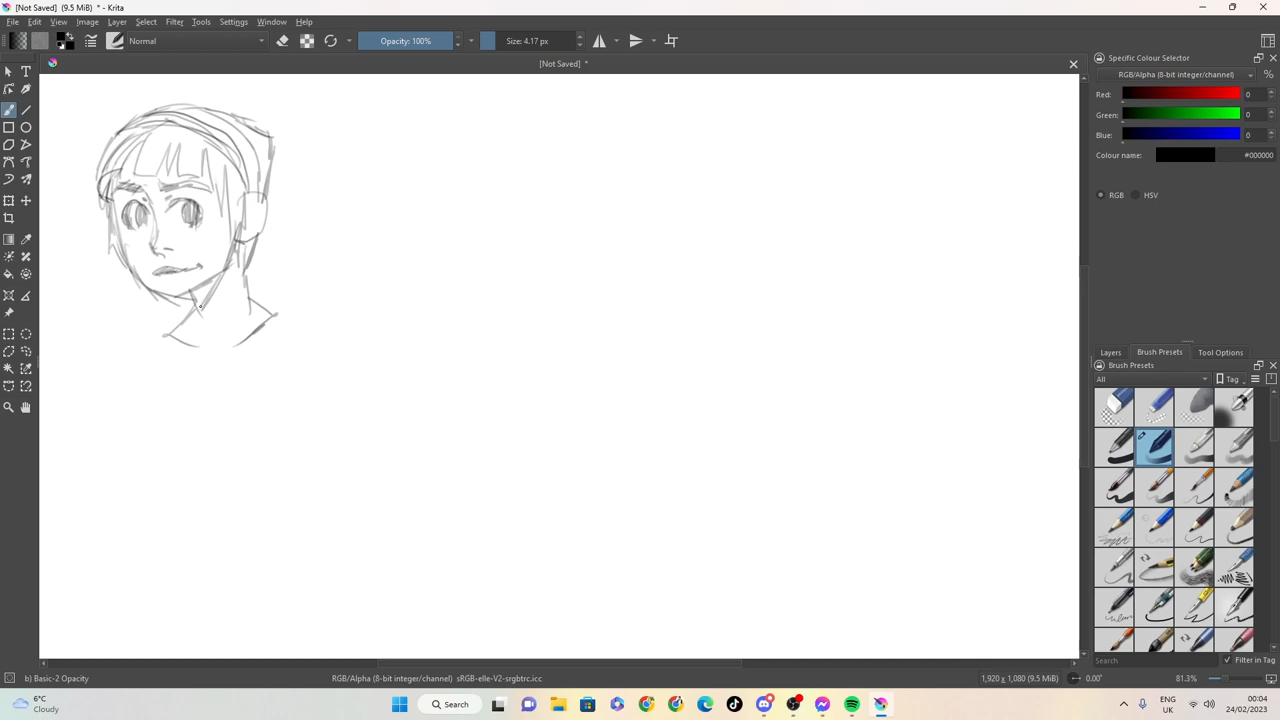 [Not Saved] (9.5 MiB) * - Krita
File Edit View Image Layer Select Filter Tools Settings Window Help
Normal
Opacity: 100%
Size: 4.17 px
[Not Saved] *
Specific Colour Selector
RGB/Alpha (8-bit integer/channel)
%
Red: 0
Green: 0
Blue: 0
Colour name: #000000
RGB HSV
Layers Brush Presets Tool Options
Brush Presets
All Tag
Search Filter in Tag
b) Basic-2 Opacity
RGB/Alpha (8-bit integer/channel) sRGB-elle-V2-srgbtrc.icc
1,920 x 1,080 (9.5 MiB)
0.00°
81.3%
6°C
Cloudy
Search
ENG
UK
00:04
24/02/2023